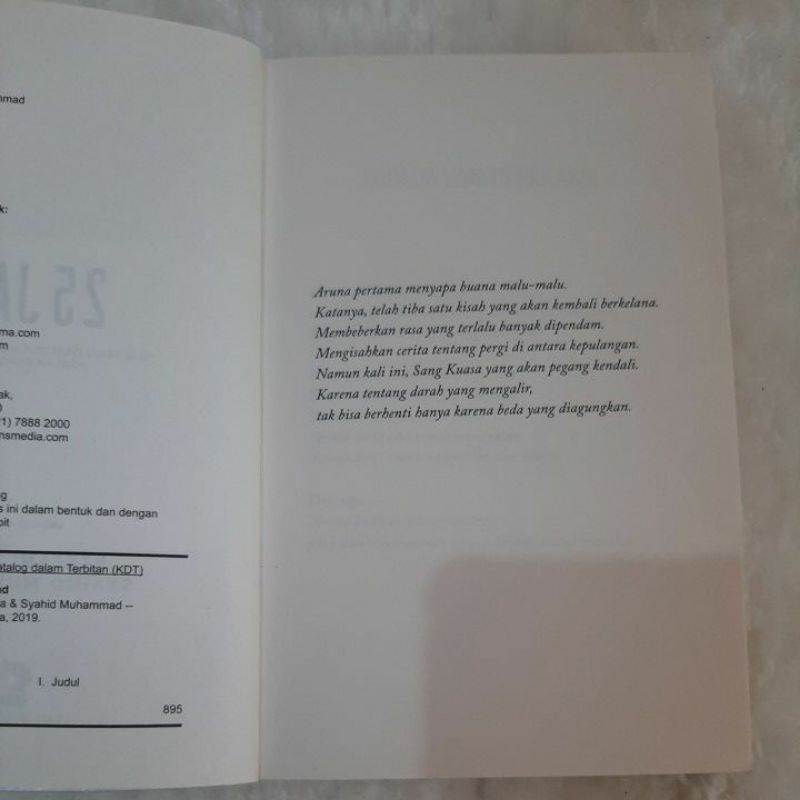 k:
25 JA
ma.com
m
ak,
1) 7888 2000
nsmedia.com
g
s ini dalam bentuk dan dengan
bit
atalog dalam Terbitan (KDT)
a & Syahid Muhammad --
a, 2019.
I. Judul
895
Aruna pertama menyapa buana malu-malu.
Katanya, telah tiba satu kisah yang akan kembali berkelana.
Membeberkan rasa yang terlalu banyak dipendam.
Mengisahkan cerita tentang pergi di antara kepulangan.
Namun kali ini, Sang Kuasa yang akan pegang kendali.
Karena tentang darah yang mengalir,
tak bisa berhenti hanya karena beda yang diagungkan.